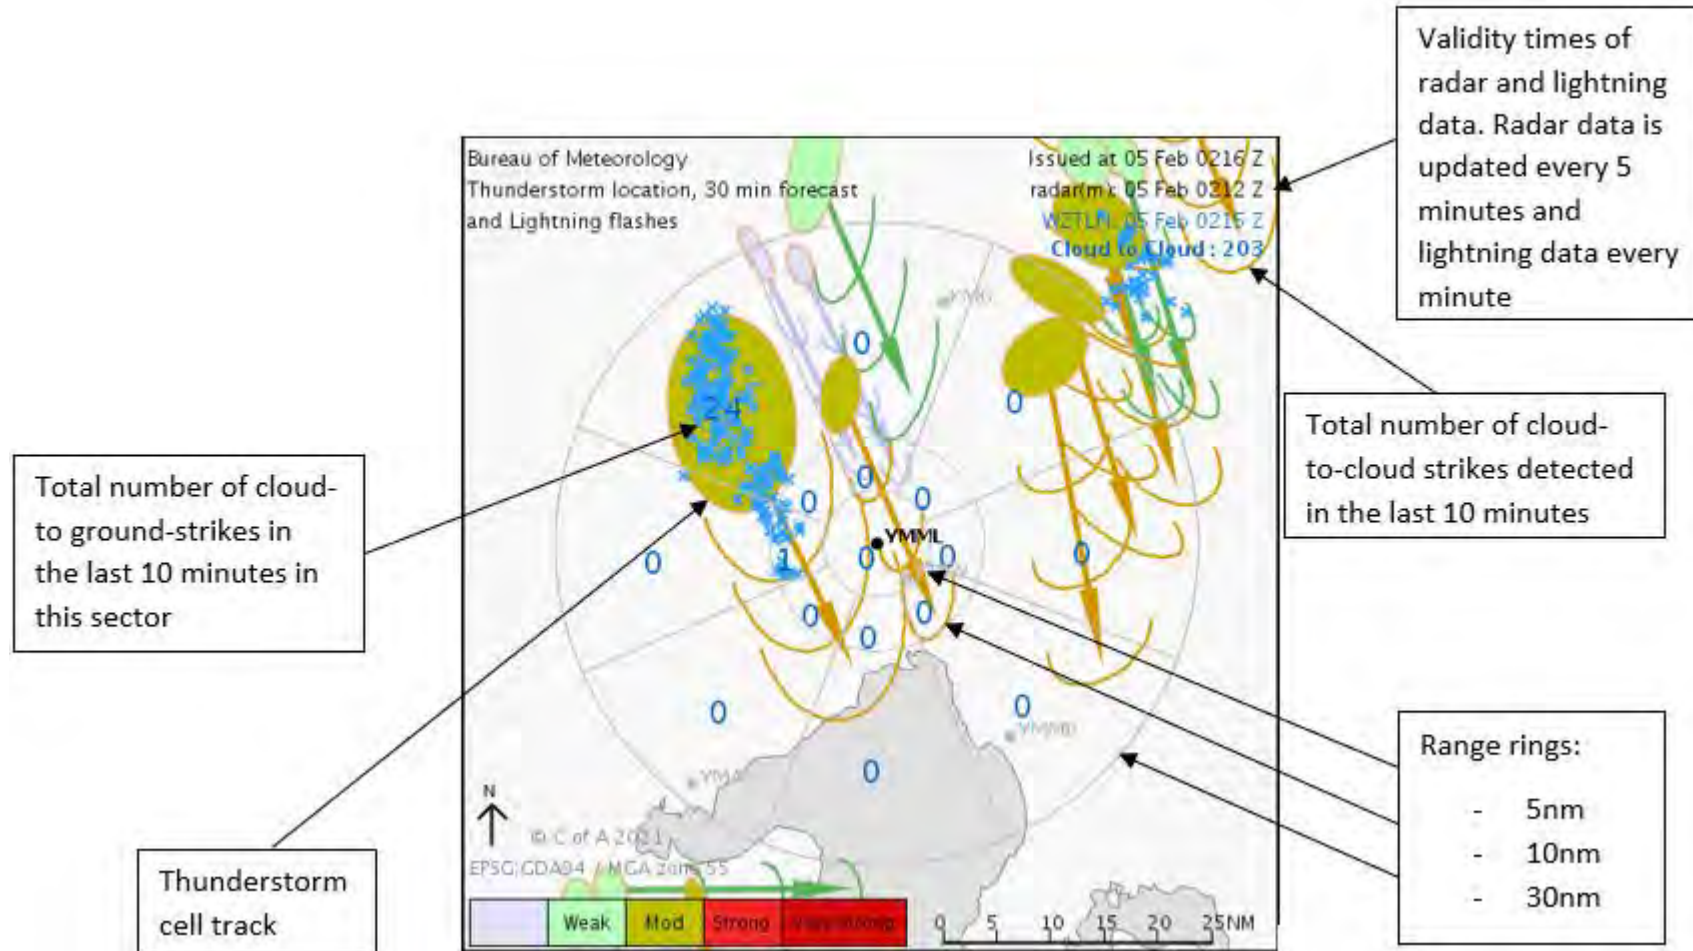 Validity times of
radar and lightning
data. Radar data is
updated every 5
minutes and
lightning data every
minute
Bureau of Meteorology
Thunderstorm location, 30 min forecast
and Lightning flashes
Issued at 05 Feb 0216 Z
radar(m): 05 Feb 0212 Z
WZTLN: 05 Feb 0215 Z
Cloud to Cloud: 203
0
24
0
0
0
0
YMML
0
1
0
0
0
0
0
0
0
0
0
YMMB
Total number of cloud-
to-cloud strikes detected
in the last 10 minutes
Total number of cloud-
to ground-strikes in
the last 10 minutes in
this sector
Range rings:
- 5nm
- 10nm
- 30nm
Thunderstorm
cell track
N
© C of A 2021
EPSG:GDA94 / MGA zone 55
Weak
Mod
Strong
0 5 10 15 20 25NM